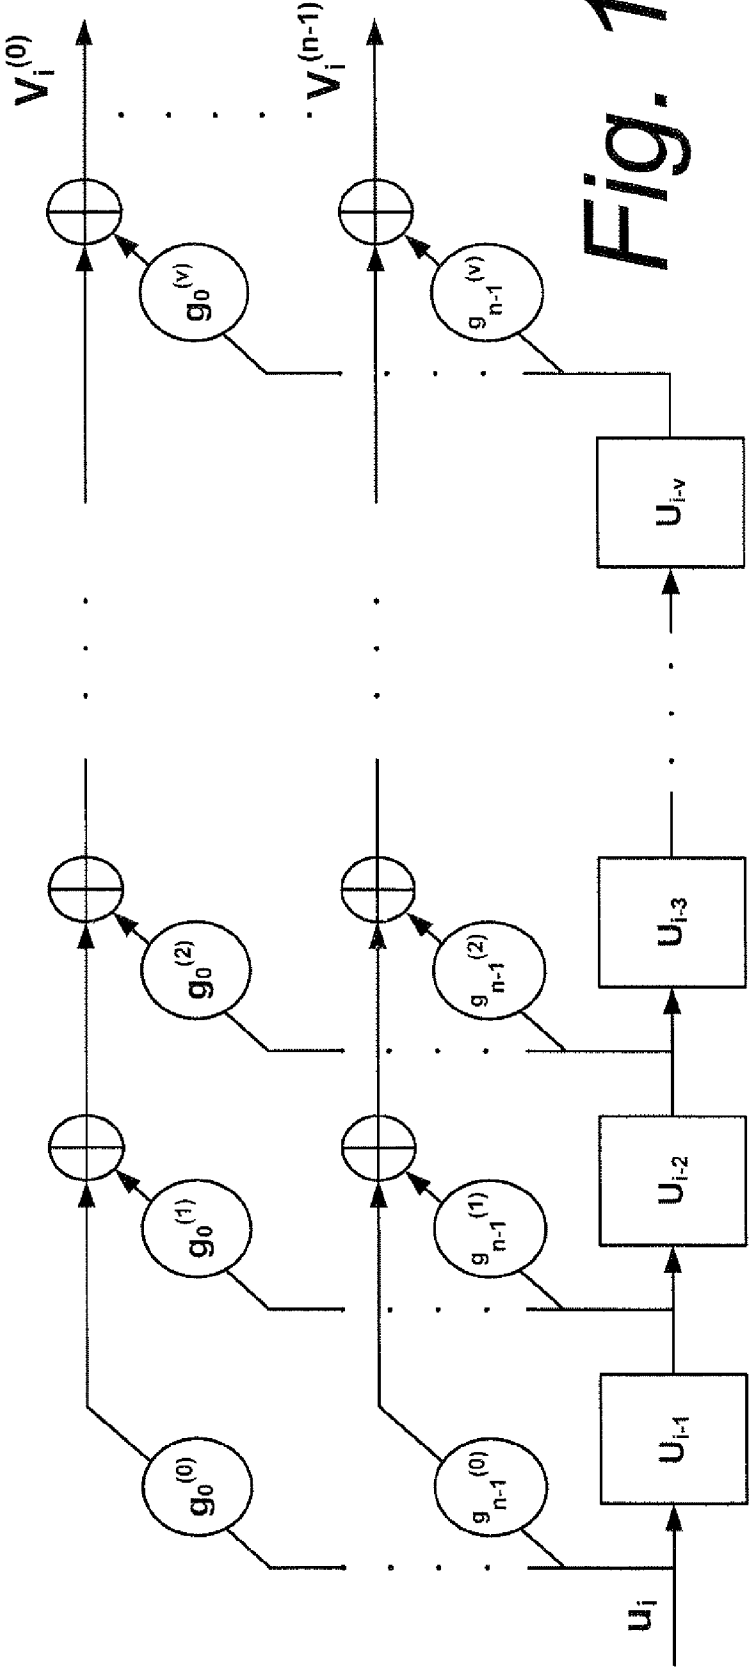 v_i^(0)
g_0^(0) g_0^(1) g_0^(2) g_0^(v)
v_i^(n-1)
g_n-1^(0) g_n-1^(1) g_n-1^(2) g_n-1^(v)
u_i U_i-1 U_i-2 U_i-3 U_i-v
Fig. 1